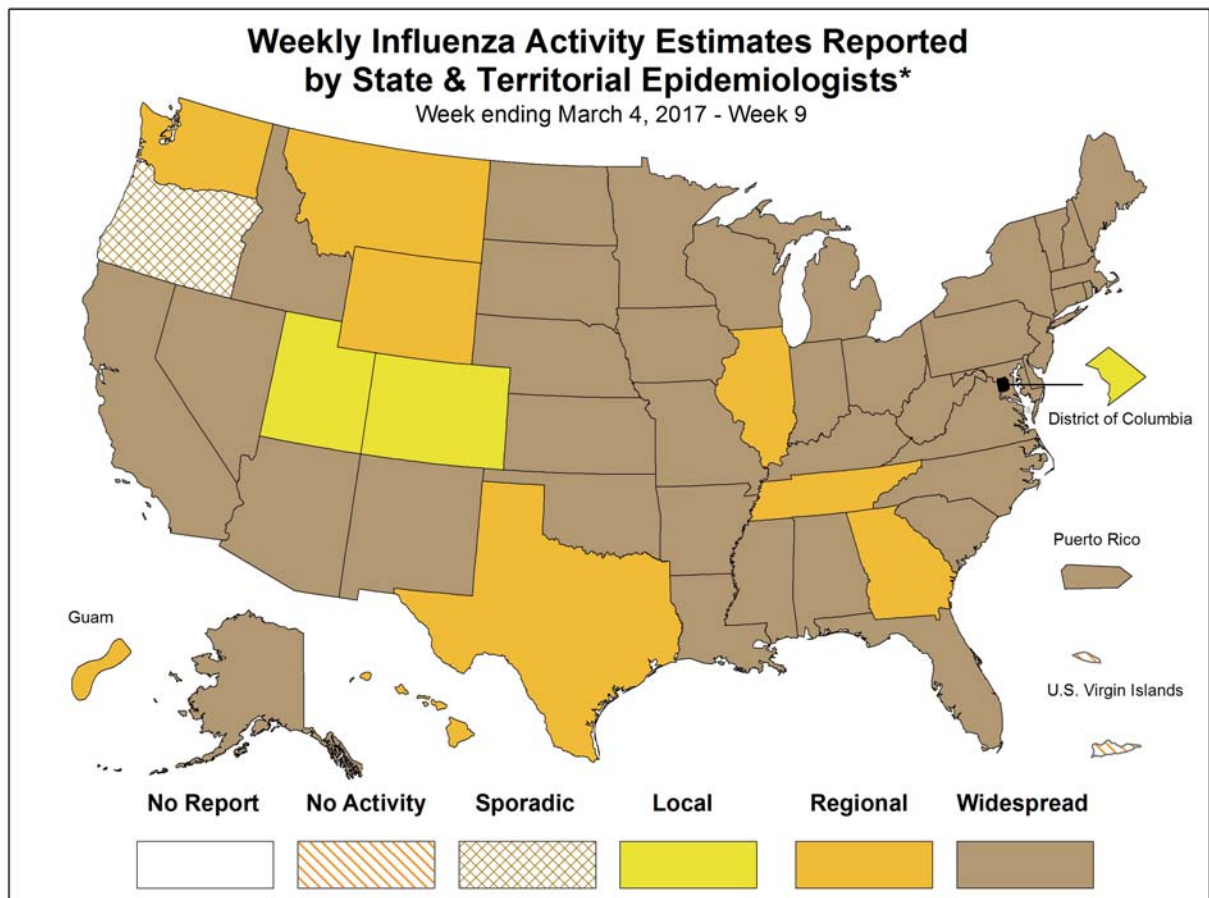 Weekly Influenza Activity Estimates Reported
by State & Territorial Epidemiologists*
Week ending March 4, 2017 - Week 9
District of Columbia
Puerto Rico
Guam
U.S. Virgin Islands
No Report No Activity Sporadic Local Regional Widespread